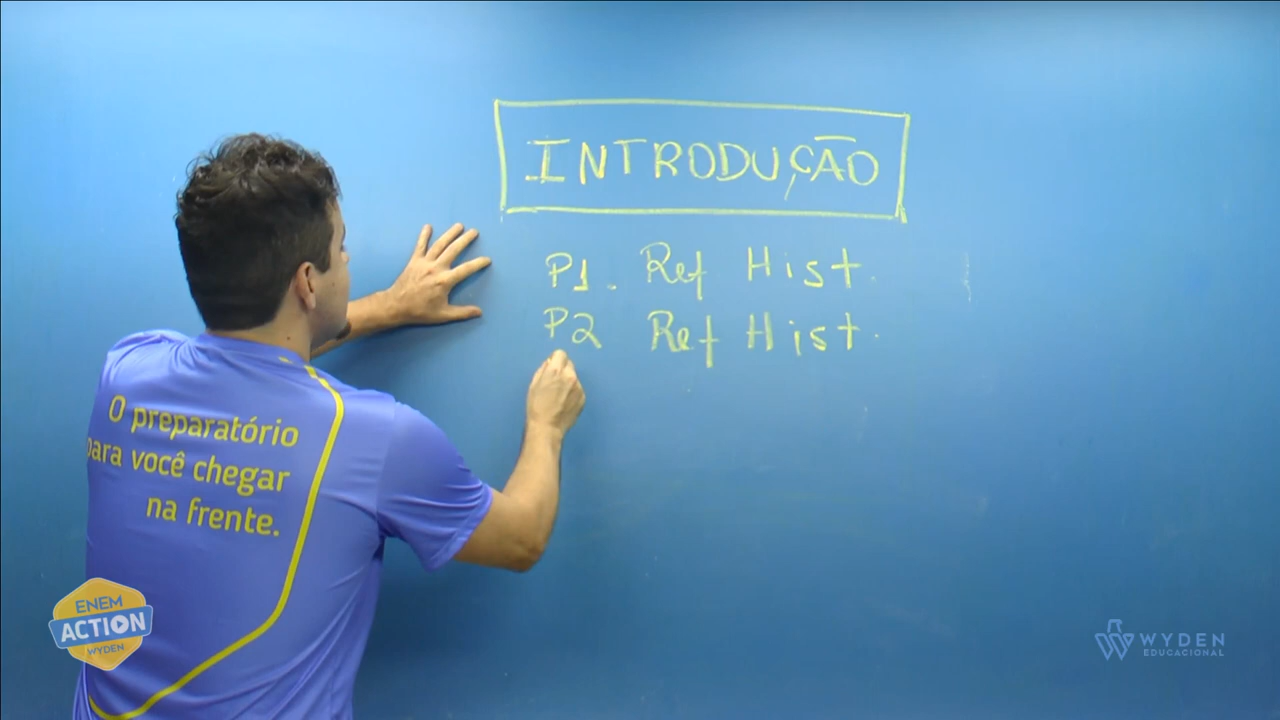 INTRODUÇÃO
P1. Ref Hist.
P2 Ref Hist.
O preparatório
para você chegar
na frente.
ENEM
ACTION
WYDEN
WYDEN
EDUCACIONAL